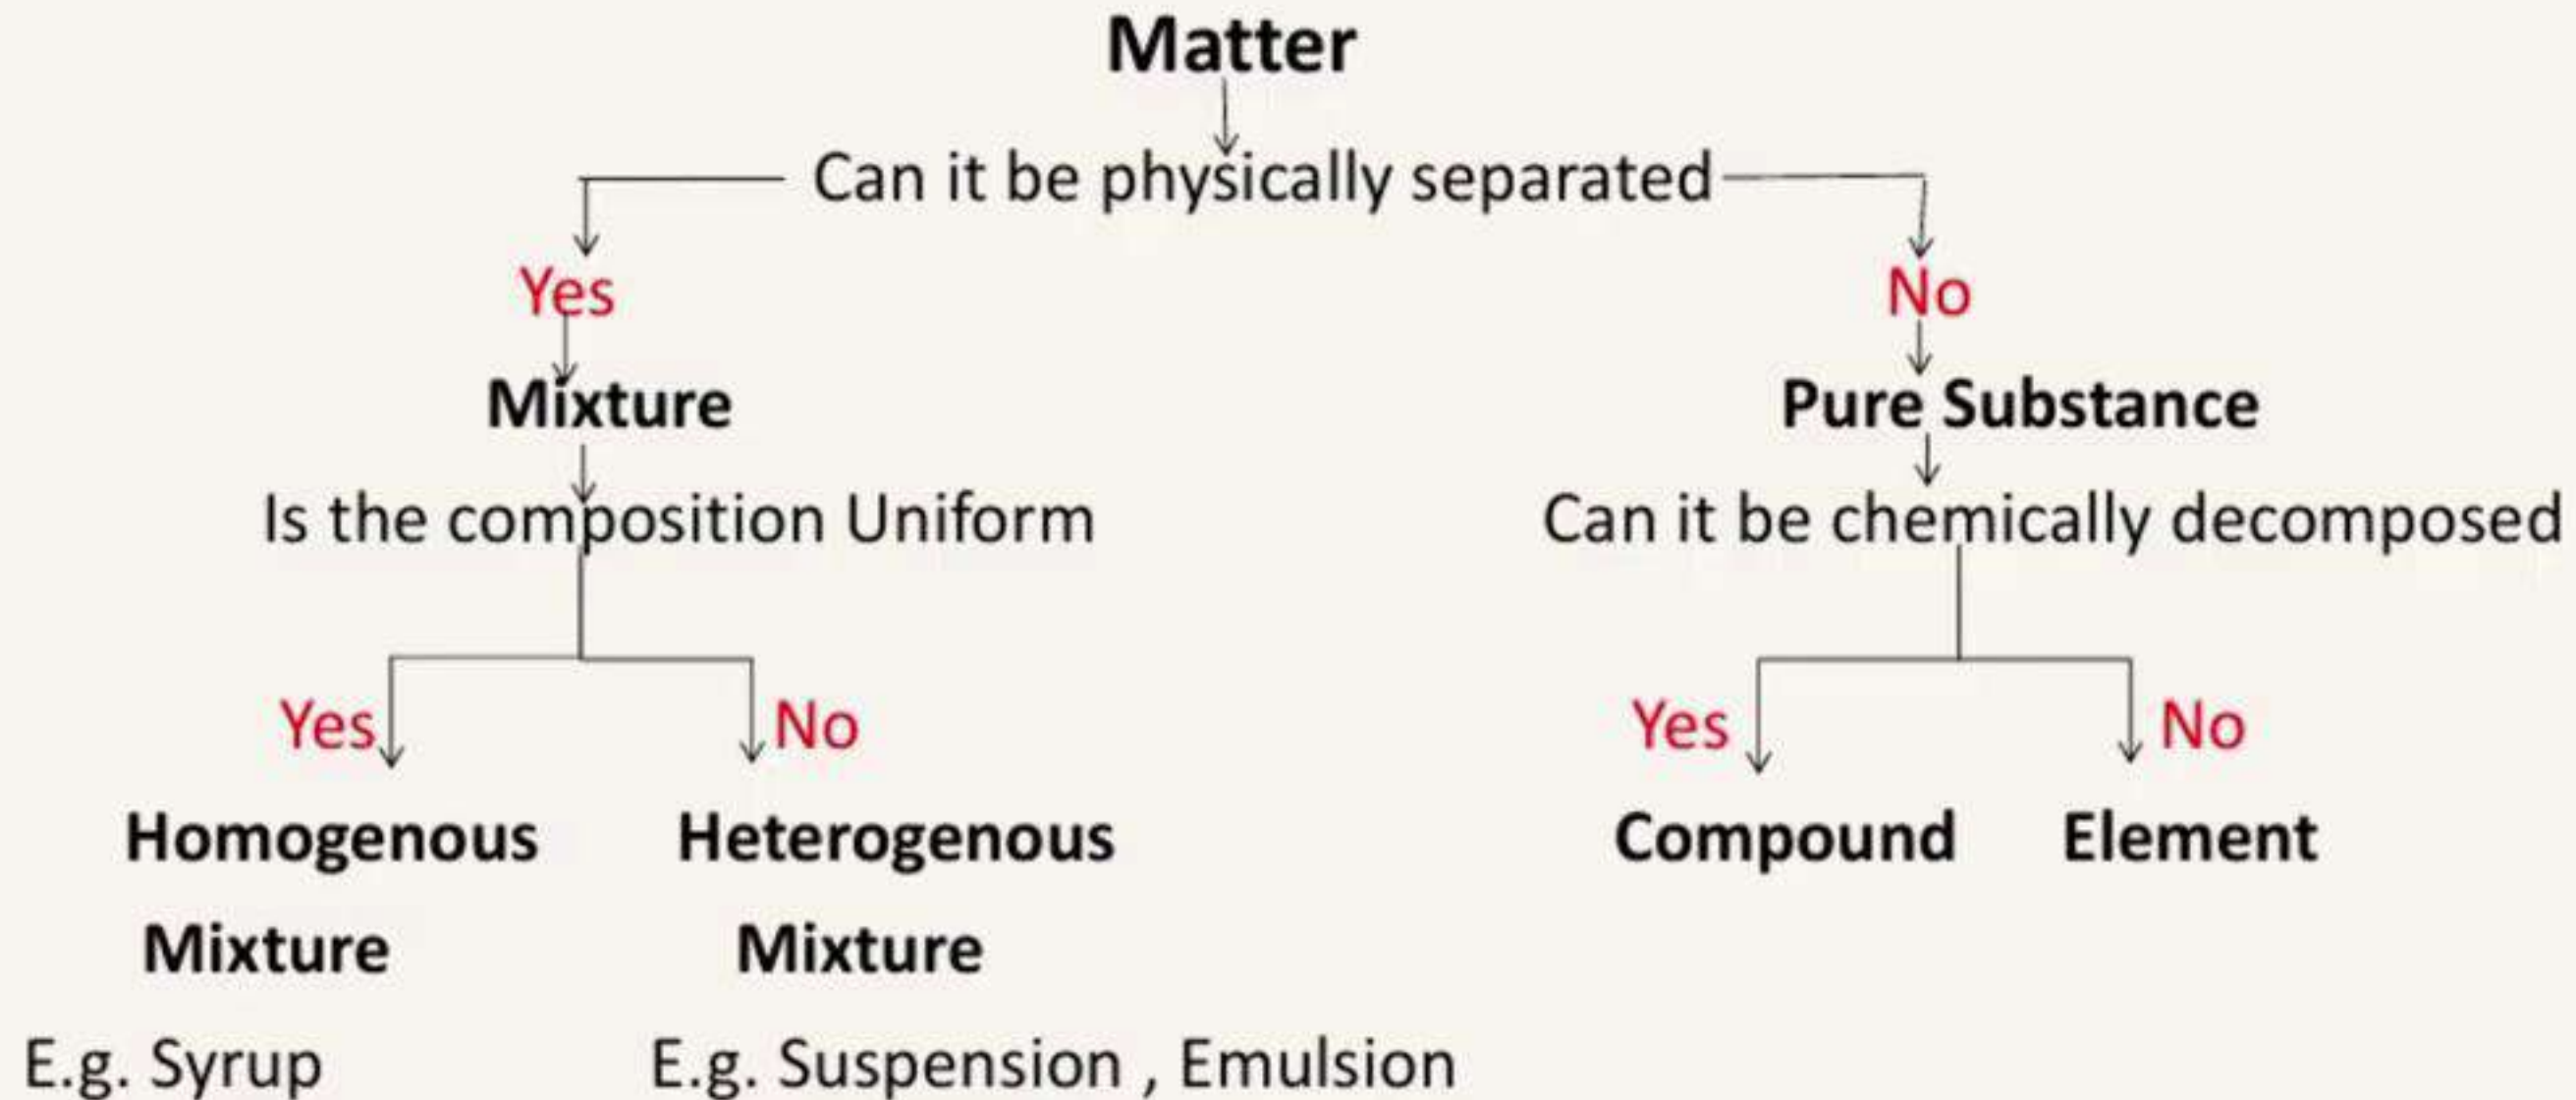 Matter
Can it be physically separated
Yes
No
Mixture
Pure Substance
Is the composition Uniform
Can it be chemically decomposed
Yes
No
Yes
No
Homogenous
Mixture
Heterogenous
Mixture
Compound
Element
E.g. Syrup
E.g. Suspension , Emulsion